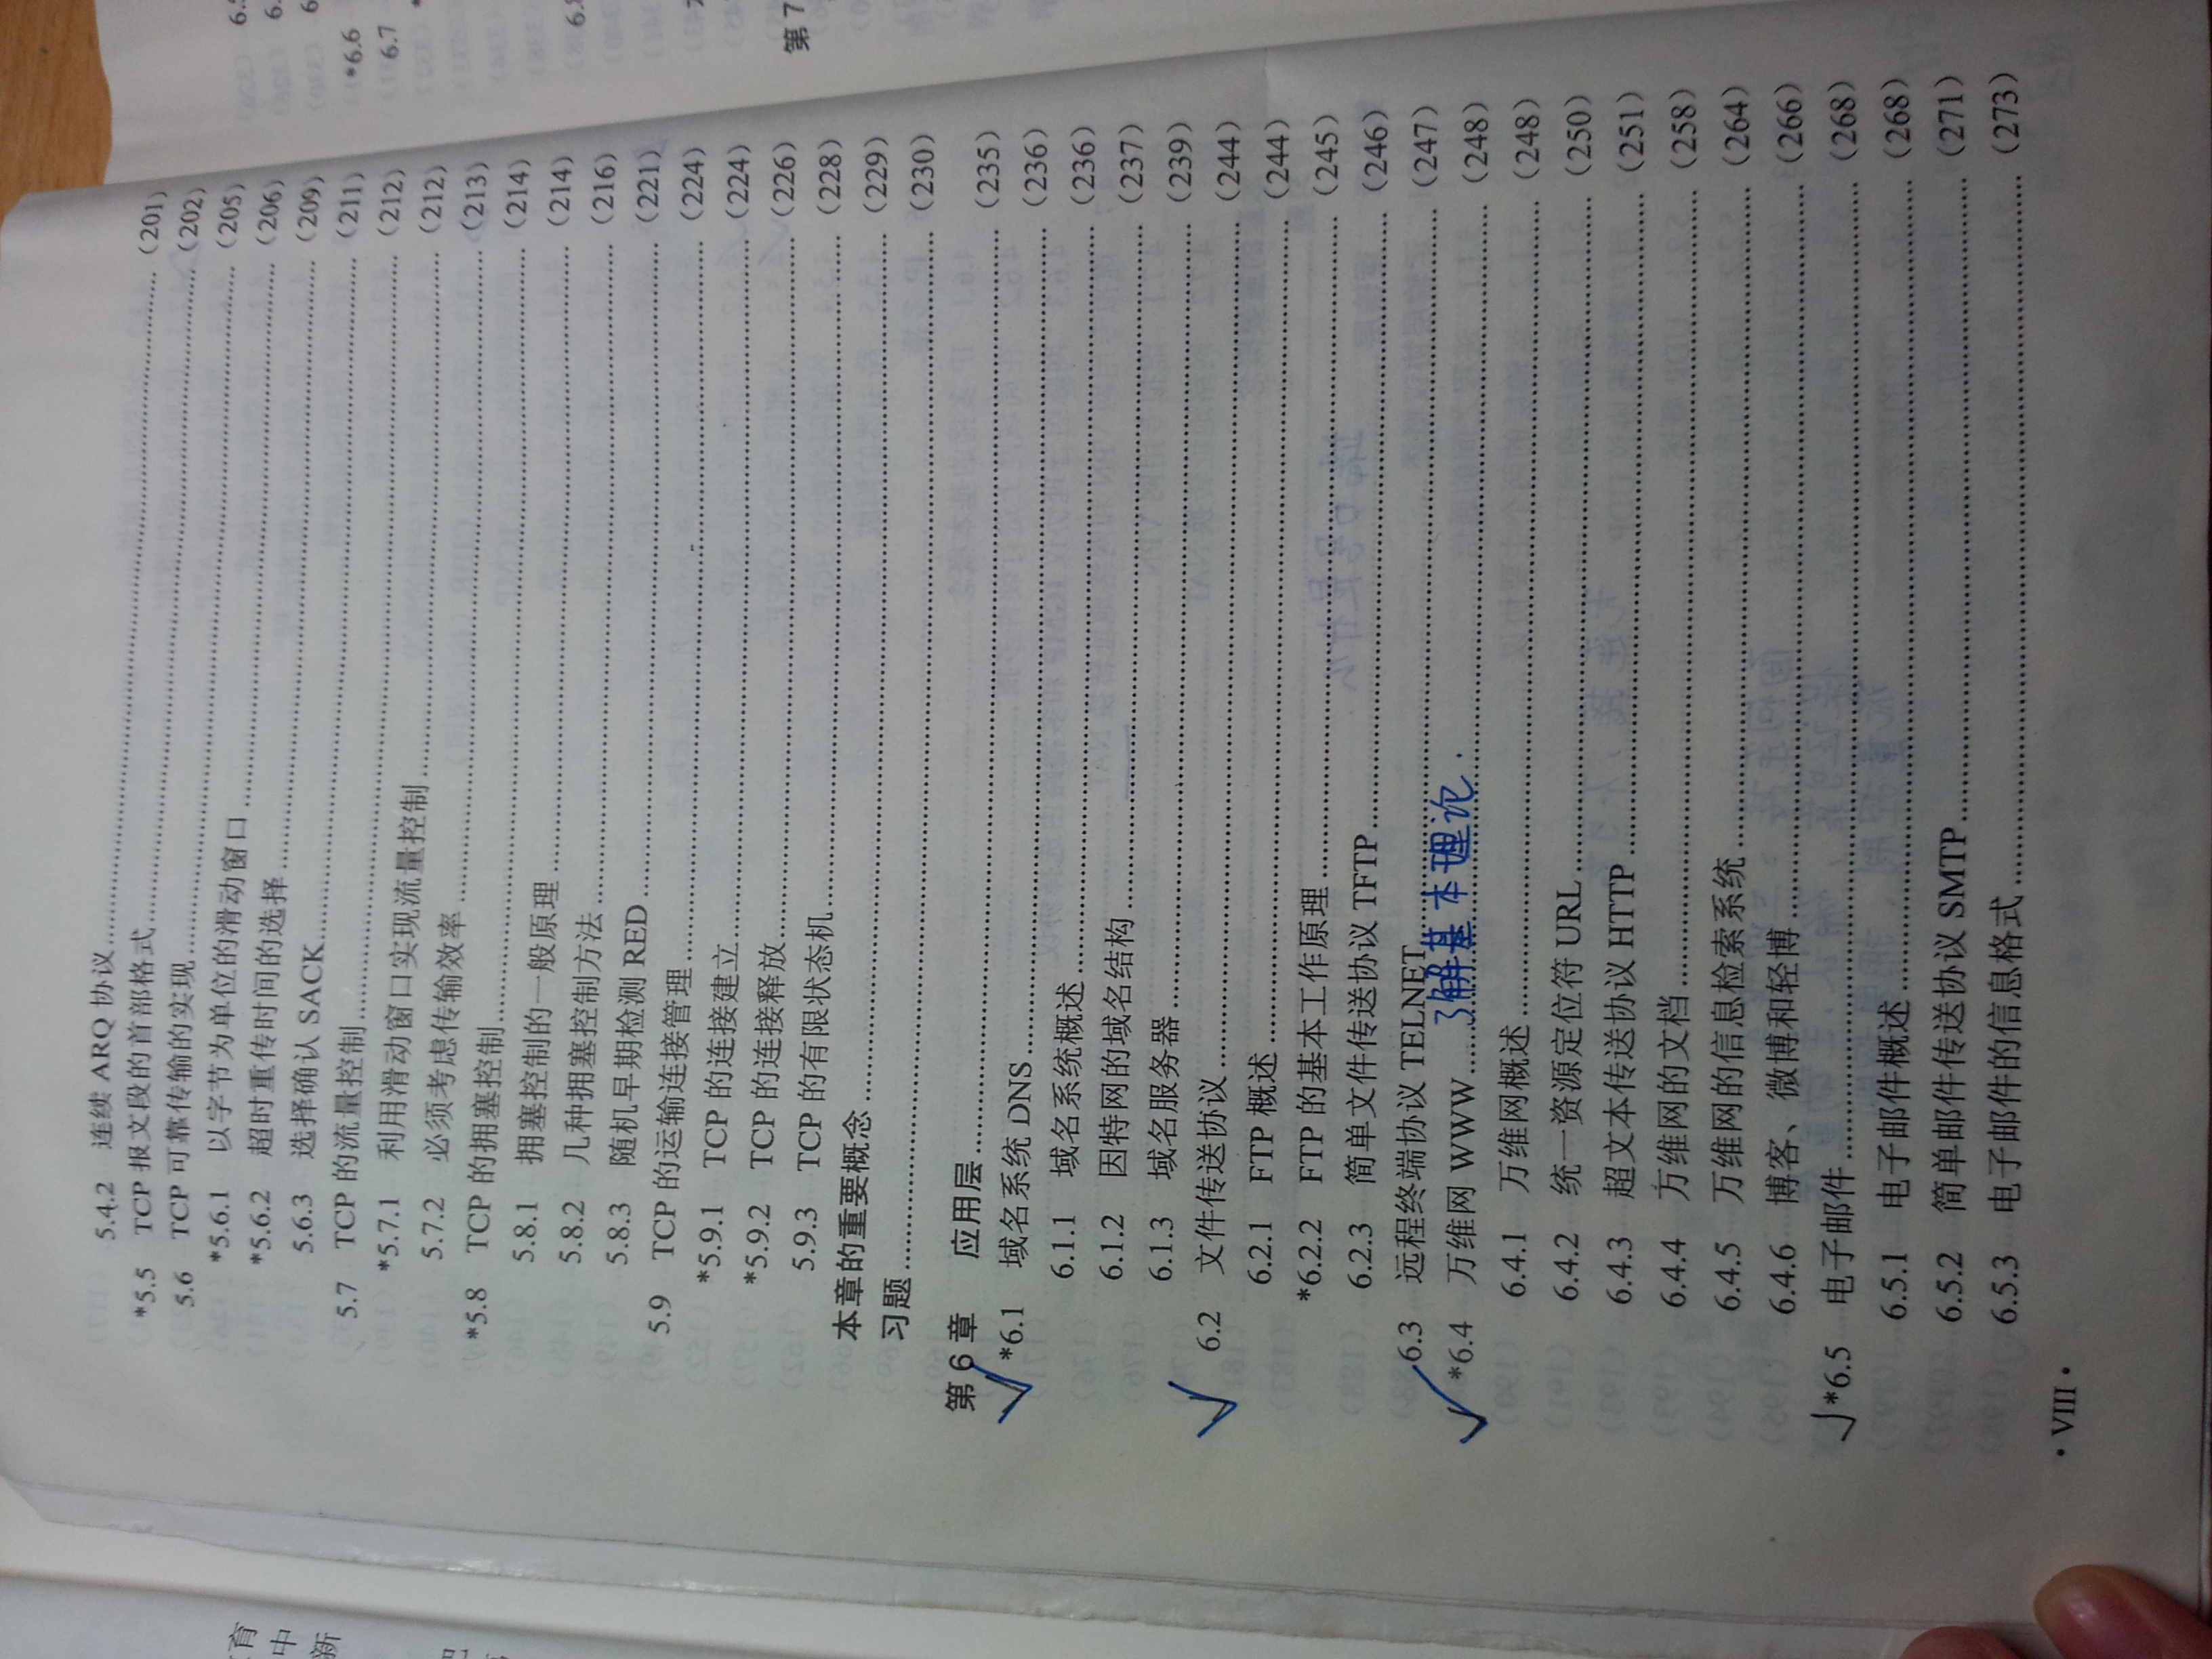 5.4.2 连续 ARQ 协议 (201)
*5.5 TCP 报文段的首部格式 (202)
5.6 TCP 可靠传输的实现 (205)
*5.6.1 以字节为单位的滑动窗口 (206)
*5.6.2 超时重传时间的选择 (209)
5.6.3 选择确认 SACK (211)
5.7 TCP 的流量控制 (212)
*5.7.1 利用滑动窗口实现流量控制 (212)
5.7.2 必须考虑传输效率 (213)
*5.8 TCP 的拥塞控制 (214)
5.8.1 拥塞控制的一般原理 (214)
5.8.2 几种拥塞控制方法 (216)
5.8.3 随机早期检测 RED (221)
5.9 TCP 的运输连接管理 (224)
*5.9.1 TCP 的连接建立 (224)
*5.9.2 TCP 的连接释放 (226)
5.9.3 TCP 的有限状态机 (228)
本章的重要概念 (229)
习题 (230)
第 6 章 应用层 (235)
*6.1 域名系统 DNS (236)
6.1.1 域名系统概述 (236)
6.1.2 因特网的域名结构 (237)
6.1.3 域名服务器 (239)
6.2 文件传送协议 (244)
6.2.1 FTP 概述 (244)
*6.2.2 FTP 的基本工作原理 (245)
6.2.3 简单文件传送协议 TFTP (246)
6.3 远程终端协议 TELNET (247)
*6.4 万维网 WWW 了解基本理论. (248)
6.4.1 万维网概述 (248)
6.4.2 统一资源定位符 URL (250)
6.4.3 超文本传送协议 HTTP (251)
6.4.4 万维网的文档 (258)
6.4.5 万维网的信息检索系统 (264)
6.4.6 博客、微博和轻博 (266)
*6.5 电子邮件 (268)
6.5.1 电子邮件概述 (268)
6.5.2 简单邮件传送协议 SMTP (271)
6.5.3 电子邮件的信息格式 (273)
· VIII ·
育
中
新
*6.6
6.7
第 7